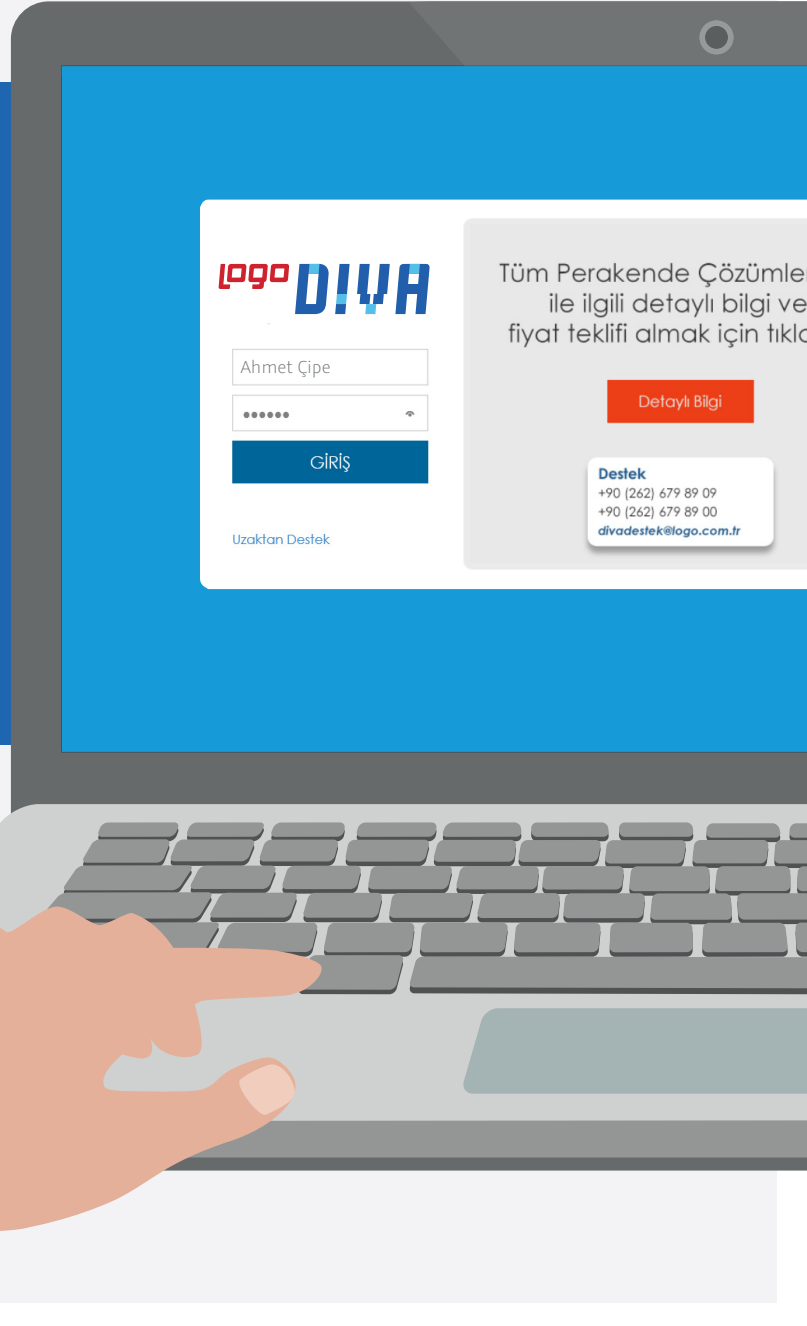 LOGO DIVA
Ahmet Çipe
••••••
GİRİŞ
Uzaktan Destek
Tüm Perakende Çözümler
ile ilgili detaylı bilgi ve
fiyat teklifi almak için tıkla
Detaylı Bilgi
Destek
+90 (262) 679 89 09
+90 (262) 679 89 00
divadestek@logo.com.tr